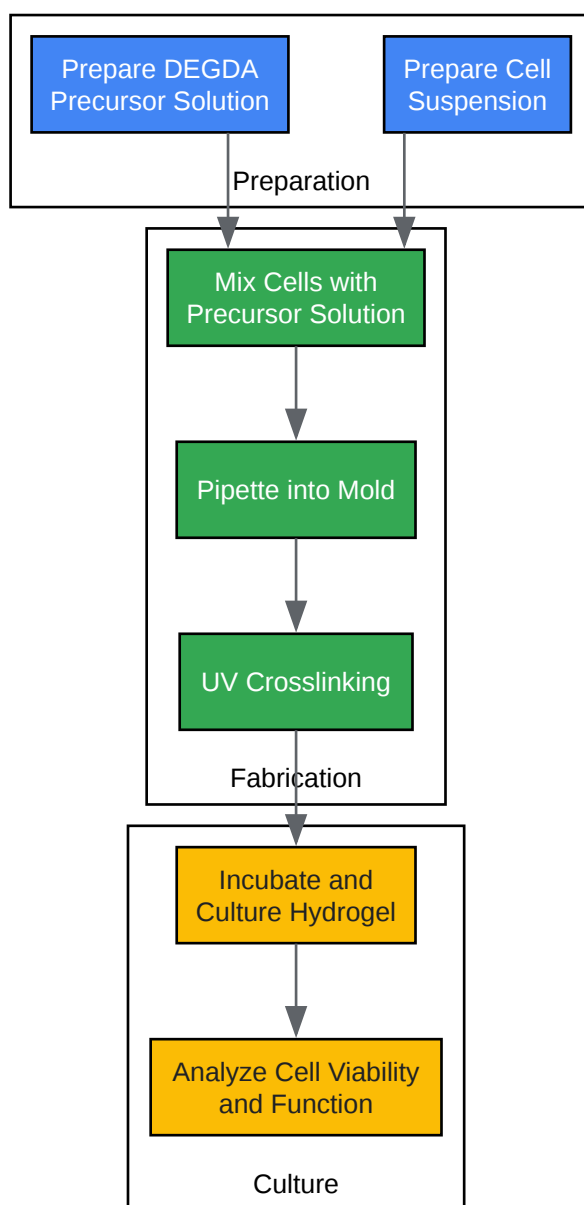 Prepare DEGDA
Precursor Solution
Prepare Cell
Suspension
Preparation
Mix Cells with
Precursor Solution
Pipette into Mold
UV Crosslinking
Fabrication
Incubate and
Culture Hydrogel
Analyze Cell Viability
and Function
Culture